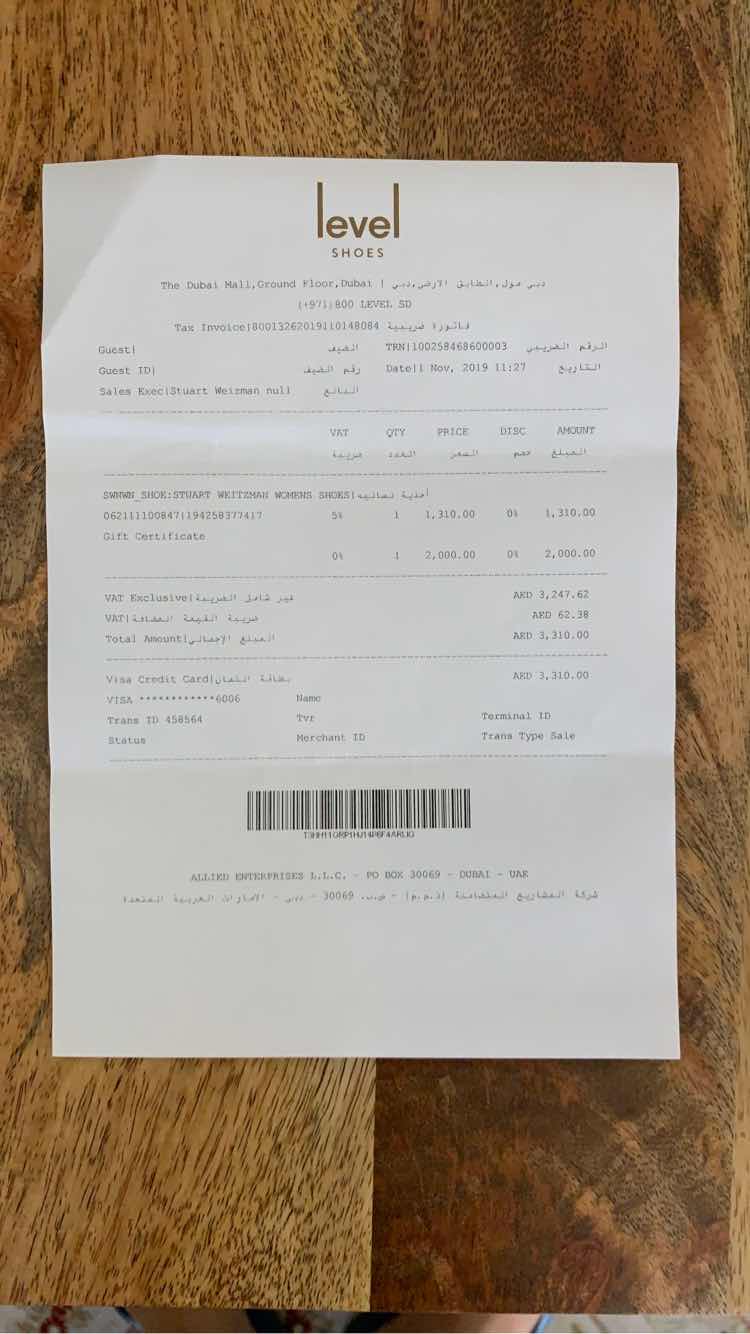 level
SHOES
The Dubai Mall,Ground Floor,Dubai | دبي مول,الطابق الارضي,دبي
(+971)800 LEVEL SD
Tax Invoice|80013262019110148084 فاتورة ضريبية
Guest| الضيف TRN|100258468600003 الرقم الضريبي
Guest ID| رقم الضيف Date|1 Nov, 2019 11:27 التاريخ
Sales Exec|Stuart Weizman null البائع
VAT QTY PRICE DISC AMOUNT
ضريبة العدد السعر خصم المبلغ
SWNWN_SHOE:STUART WEITZMAN WOMENS SHOES|أحذية نسائيه
062111100847|194258377417 5% 1 1,310.00 0% 1,310.00
Gift Certificate
0% 1 2,000.00 0% 2,000.00
VAT Exclusive|غير شامل الضريبة AED 3,247.62
VAT|ضريبة القيمة المضافة AED 62.38
Total Amount|المبلغ الإجمالي AED 3,310.00
Visa Credit Card|بطاقة ائتمان AED 3,310.00
VISA ************6006 Name
Trans ID 458564 Tvr Terminal ID
Status Merchant ID Trans Type Sale
ALLIED ENTERPRISES L.L.C. - PO BOX 30069 - DUBAI - UAE
شركة المشاريع المتضامنة (ذ.م.م) - ص.ب. 30069 - دبي - الامارات العربية المتحدة